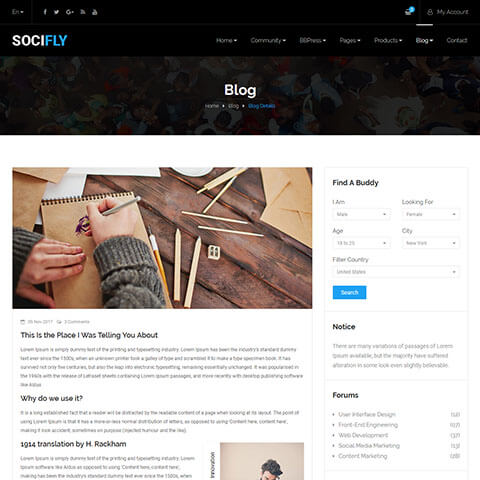 En
My Account
SOCIFLY
Home Community BBPress Pages Products Blog Contact
Blog
Home Blog Blog Details
Find A Buddy
I Am Looking For
Male Female
Age City
18 to 25 New York
Filter Country
United States
Search
05 Nov 2017 3 Comments
This Is the Place I Was Telling You About
Lorem Ipsum is simply dummy text of the printing and typesetting industry. Lorem Ipsum has been the industry's standard dummy
text ever since the 1500s, when an unknown printer took a galley of type and scrambled it to make a type specimen book. It has
survived not only five centuries, but also the leap into electronic typesetting, remaining essentially unchanged. It was popularised in
the 1960s with the release of Letraset sheets containing Lorem Ipsum passages, and more recently with desktop publishing software
like Aldus
Why do we use it?
It is a long established fact that a reader will be distracted by the readable content of a page when looking at its layout. The point of
using Lorem Ipsum is that it has a more-or-less normal distribution of letters, as opposed to using 'Content here, content here',
making it look accident, sometimes on purpose (injected humour and the like).
1914 translation by H. Rackham
Lorem Ipsum is simply dummy text of the printing and typesetting industry. Lorem
Ipsum software like Aldus as opposed to using 'Content here, content here',
making it has been the industry's standard dummy text ever since the 1500s, when
Notice
There are many variations of passages of Lorem
Ipsum available, but the majority have suffered
alteration in some look even slightly believable.
Forums
User Interface Design (12)
Front-End Engineering (09)
Web Development (37)
Social Media Marketing (06)
Content Marketing (28)